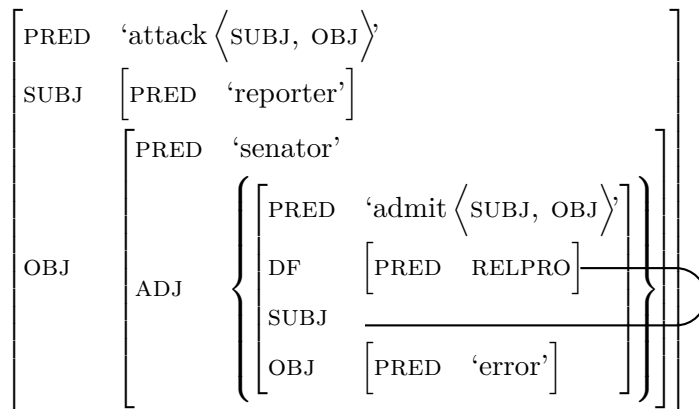 PRED ‘attack⟨SUBJ, OBJ⟩’
SUBJ [PRED ‘reporter’]
PRED ‘senator’
PRED ‘admit⟨SUBJ, OBJ⟩’
OBJ ADJ DF [PRED RELPRO]
SUBJ
OBJ [PRED ‘error’]